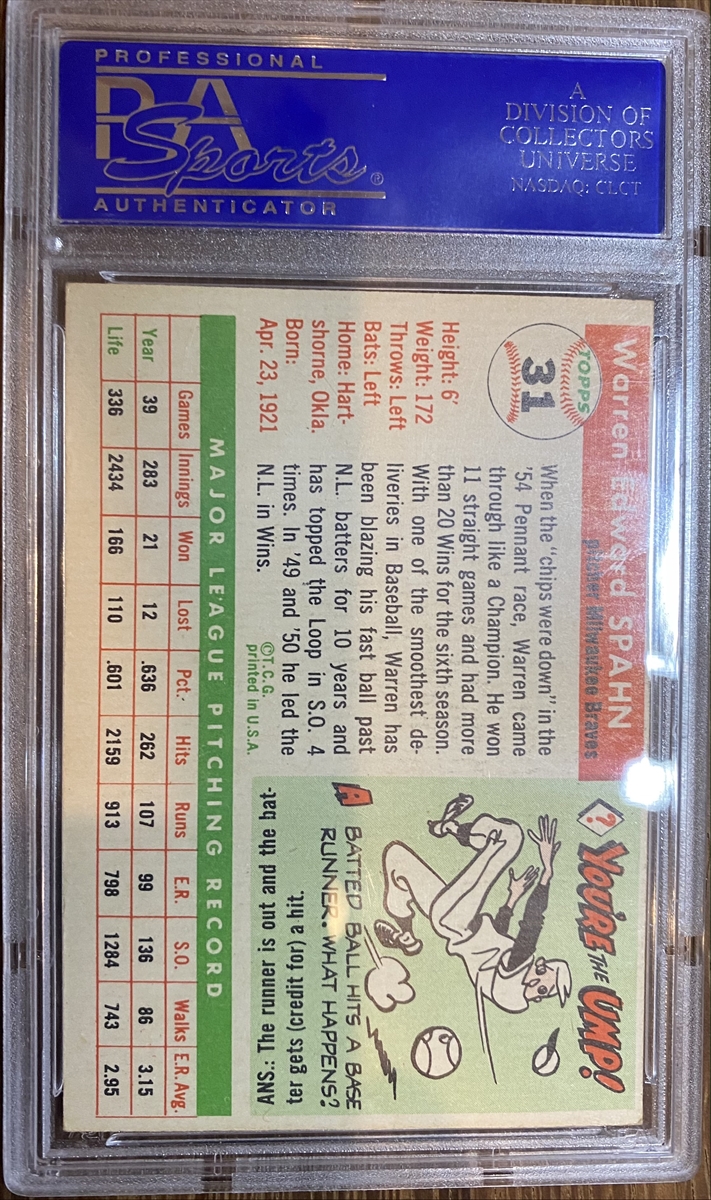 PROFESSIONAL
PSA
Sports®
AUTHENTICATOR
A
DIVISION OF
COLLECTORS
UNIVERSE
NASDAQ: CLCT
TOPPS
31
Warren Edward SPAHN
pitcher Milwaukee Braves
Height: 6'
Weight: 172
Throws: Left
Bats: Left
Home: Hart-
shorne, Okla.
Born:
Apr. 23, 1921
When the "chips were down" in the
'54 Pennant race, Warren came
through like a Champion. He won
11 straight games and had more
than 20 Wins for the sixth season.
With one of the smoothest de-
liveries in Baseball, Warren has
been blazing his fast ball past
N.L. batters for 10 years and
has topped the Loop in S.O. 4
times. In '49 and '50 he led the
N.L. in Wins.
©T.C.G.
printed in U.S.A.
? YOU'RE THE UMP!
A BATTED BALL HITS A BASE
RUNNER. WHAT HAPPENS?
ANS.: The runner is out and the bat-
ter gets (credit for) a hit.
MAJOR LEAGUE PITCHING RECORD
Games Innings Won Lost Pct. Hits Runs E.R. S.O. Walks E.R.Avg.
Year 39 283 21 12 .636 262 107 99 136 86 3.15
Life 336 2434 166 110 .601 2159 913 798 1284 743 2.95